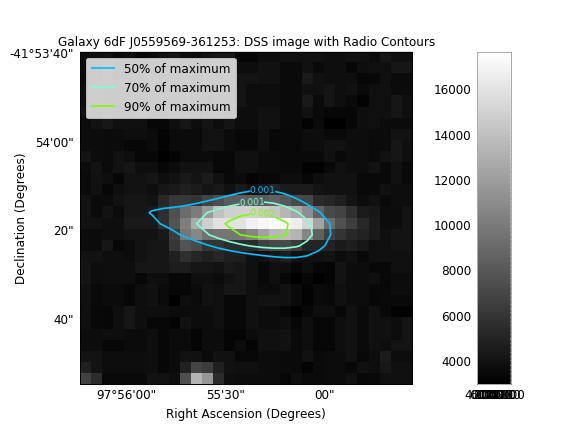 Galaxy 6dF J0559569-361253: DSS image with Radio Contours
-41°53'40"
54'00"
20"
40"
Declination (Degrees)
50% of maximum
70% of maximum
90% of maximum
0.001
0.001
97°56'00"
55'30"
00"
Right Ascension (Degrees)
16000
14000
12000
10000
8000
6000
4000